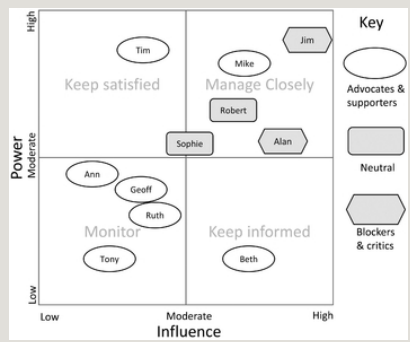 High
Jim
Key
Tim
Mike
Keep satisfied
Manage Closely
Advocates
& supporters
Robert
Power
Moderate
Sophie
Alan
Neutral
Ann
Geoff
Ruth
Monitor
Keep informed
Blockers
& critics
Tony
Beth
Low
Low
Moderate
High
Influence